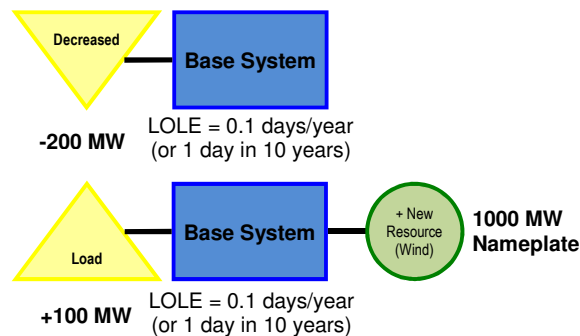 Decreased
Base System
-200 MW
LOLE = 0.1 days/year
(or 1 day in 10 years)
Load
Base System
+ New
Resource
(Wind)
1000 MW
Nameplate
+100 MW
LOLE = 0.1 days/year
(or 1 day in 10 years)